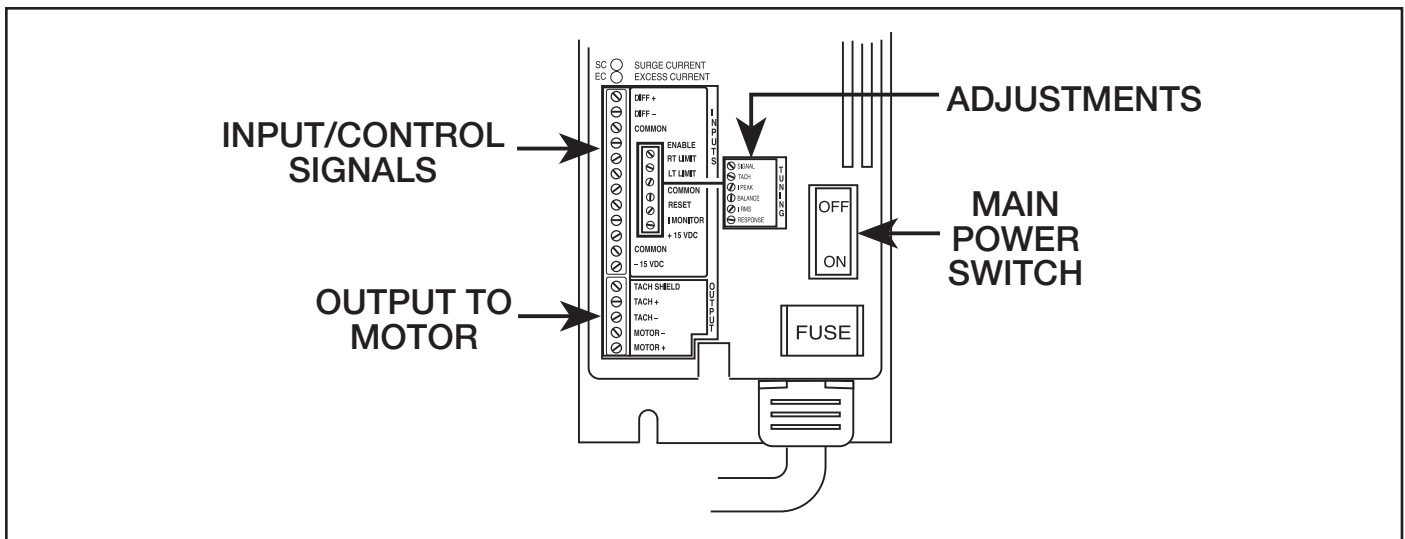 SC SURGE CURRENT
EC EXCESS CURRENT
DIFF +
DIFF –
COMMON
ENABLE
RT LIMIT
LT LIMIT
COMMON
RESET
I MONITOR
+ 15 VDC
COMMON
– 15 VDC
INPUTS
TACH SHIELD
TACH +
TACH –
MOTOR –
MOTOR +
OUTPUT
INPUT/CONTROL
SIGNALS
OUTPUT TO
MOTOR
SIGNAL
TACH
I PEAK
BALANCE
I RMS
RESPONSE
TUNING
ADJUSTMENTS
OFF
ON
MAIN
POWER
SWITCH
FUSE